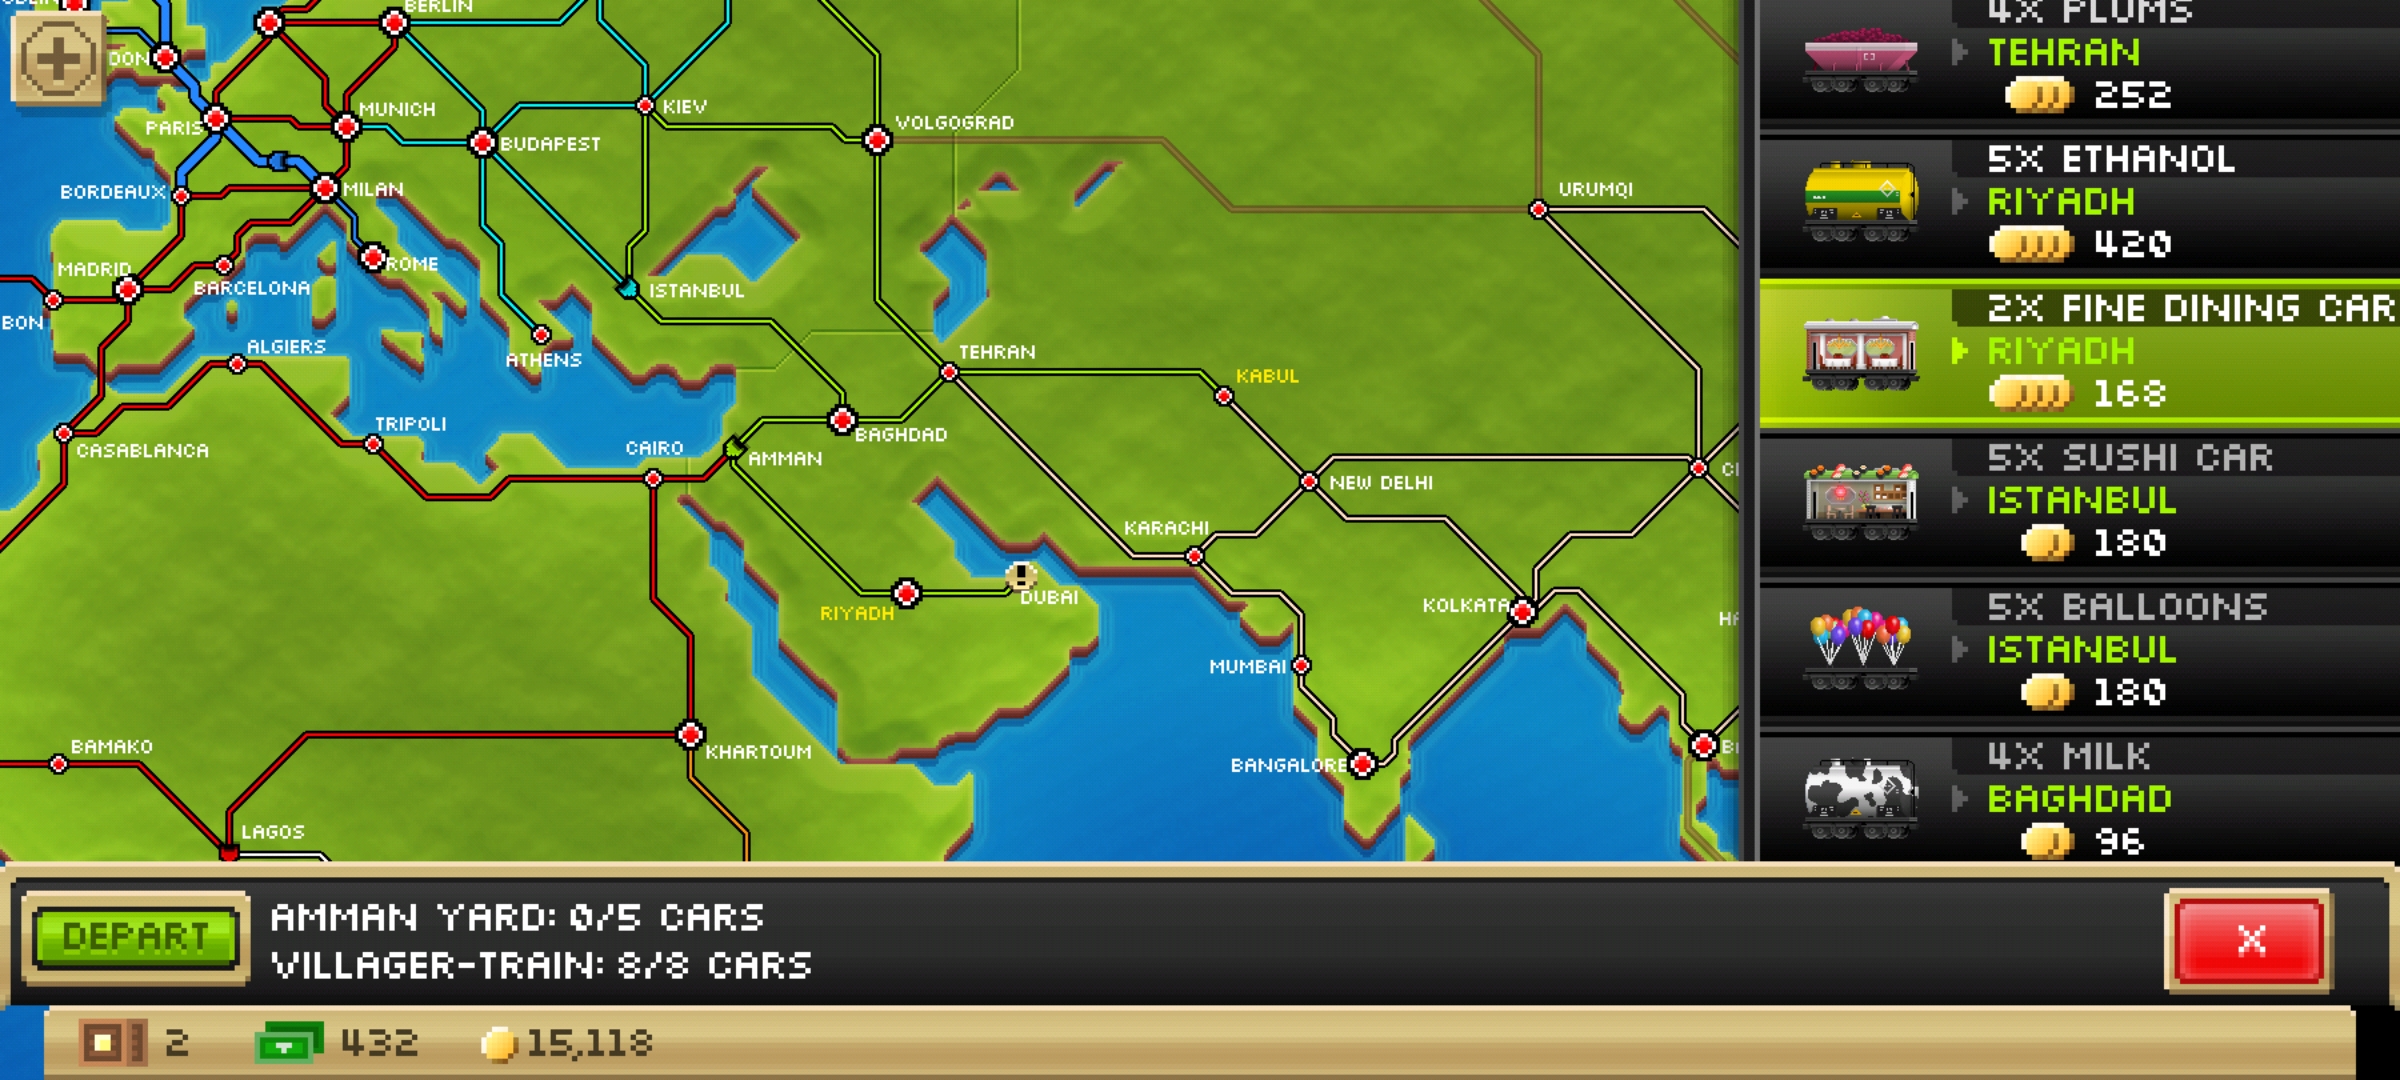 BERLIN
DON
KIEV
MUNICH
PARIS
VOLGOGRAD
BUDAPEST
BORDEAUX
MILAN
URUMQI
MADRID
ROME
BARCELONA
ISTANBUL
BON
ALGIERS
ATHENS
TEHRAN
KABUL
TRIPOLI
CASABLANCA
CAIRO
BAGHDAD
AMMAN
NEW DELHI
KARACHI
DUBAI
RIYADH
KOLKATA
MUMBAI
BAMAKO
KHARTOUM
BANGALORE
LAGOS
4X PLUMS
TEHRAN
252
5X ETHANOL
RIYADH
420
2X FINE DINING CAR
RIYADH
168
5X SUSHI CAR
ISTANBUL
180
5X BALLOONS
ISTANBUL
180
4X MILK
BAGHDAD
96
DEPART
AMMAN YARD: 0/5 CARS
VILLAGER-TRAIN: 8/8 CARS
X
2
432
15,118